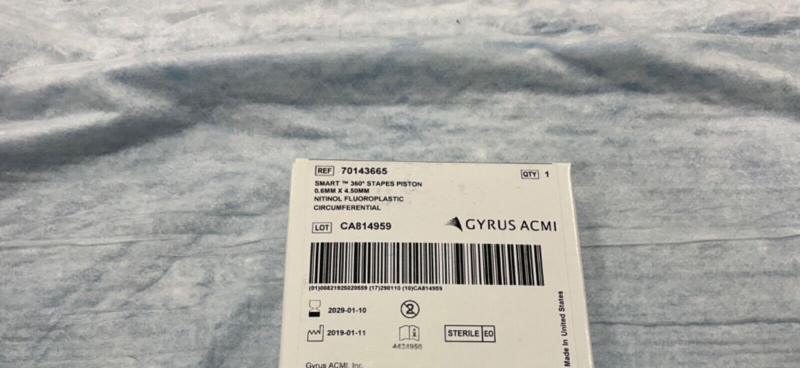 REF 70143665 QTY 1
SMART ™ 360° STAPES PISTON
0.6MM X 4.50MM
NITINOL FLUOROPLASTIC
CIRCUMFERENTIAL
LOT CA814959 GYRUS ACMI
(17)290110 (10)CA814959
2029-01-10 2
2019-01-11 STERILE EO
Gyrus ACMI, Inc.
Made In United States